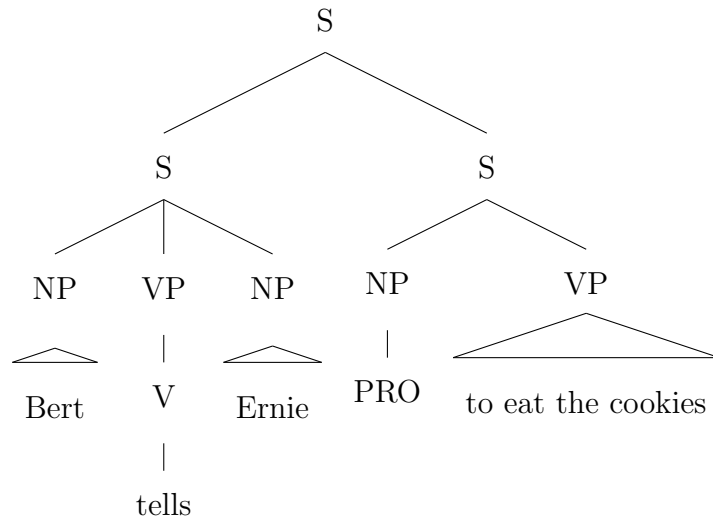 S
S S
NP VP NP NP VP
Bert V Ernie PRO to eat the cookies
tells